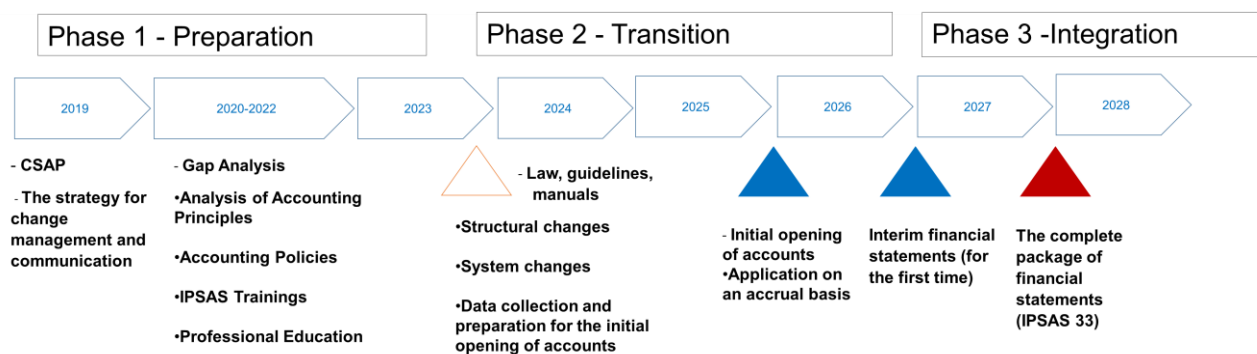 Phase 1 - Preparation
Phase 2 - Transition
Phase 3 -Integration
2019
2020-2022
2023
2024
2025
2026
2027
2028
- CSAP
- The strategy for
change
management and
communication
- Gap Analysis
•Analysis of Accounting
Principles
•Accounting Policies
•IPSAS Trainings
•Professional Education
- Law, guidelines,
manuals
•Structural changes
•System changes
•Data collection and
preparation for the initial
opening of accounts
- Initial opening
of accounts
•Application on
an accrual basis
Interim financial
statements (for
the first time)
The complete
package of
financial
statements
(IPSAS 33)